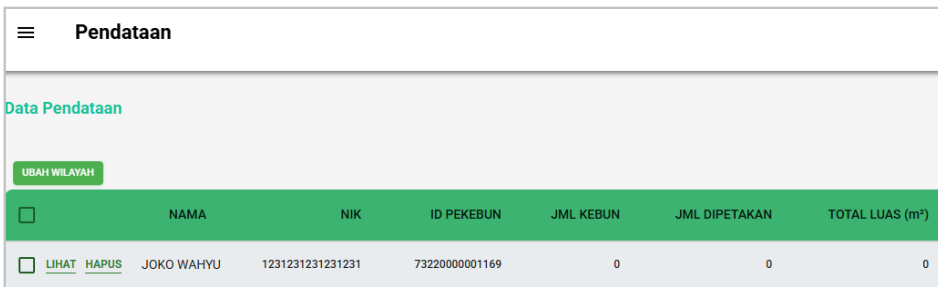 Pendataan
Data Pendataan
UBAH WILAYAH
NAMA NIK ID PEKEBUN JML KEBUN JML DIPETAKAN TOTAL LUAS (m²)
LIHAT HAPUS JOKO WAHYU 1231231231231231 73220000001169 0 0 0